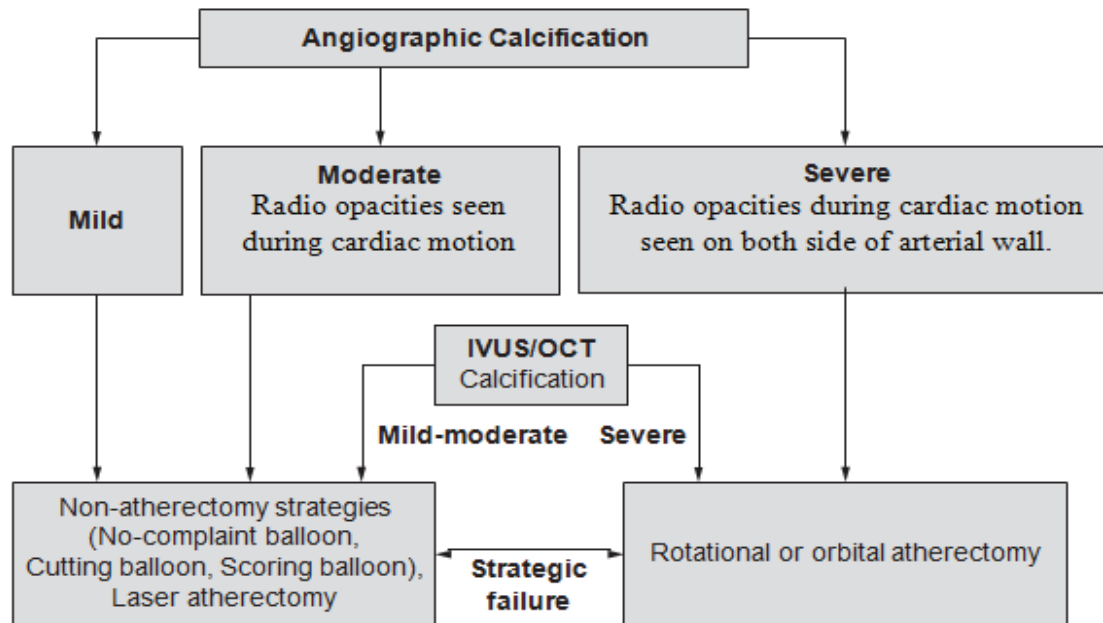 Angiographic Calcification
Mild
Moderate
Radio opacities seen
during cardiac motion
Severe
Radio opacities during cardiac motion
seen on both side of arterial wall.
IVUS/OCT
Calcification
Mild-moderate
Severe
Non-atherectomy strategies
(No-complaint balloon,
Cutting balloon, Scoring balloon),
Laser atherectomy
Strategic
failure
Rotational or orbital atherectomy